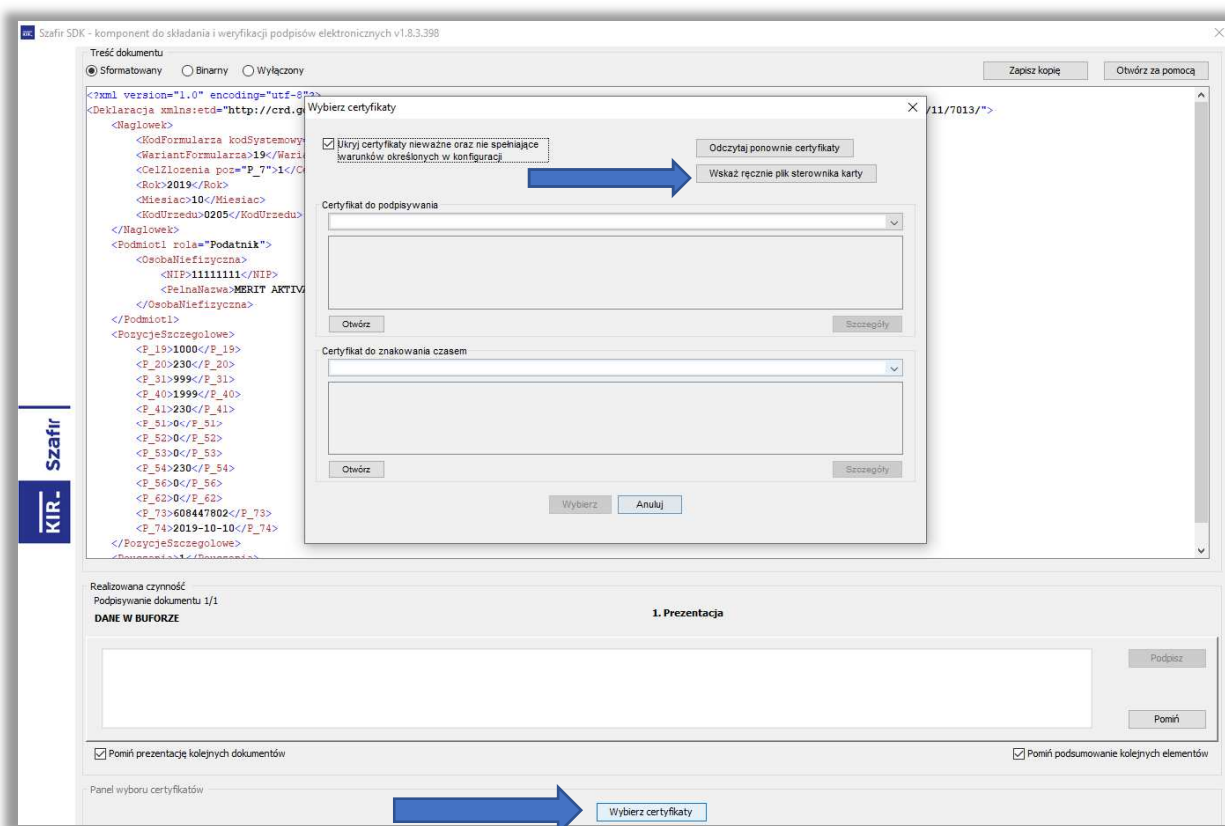 KIR. Szafir SDK - komponent do składania i weryfikacji podpisów elektronicznych v1.8.3.398
Treść dokumentu
Sformatowany Binarny Wyłączony Zapisz kopię Otwórz za pomocą
<?xml version="1.0" encoding="utf-8"?>
<Deklaracja xmlns:etd="http://crd.g /11/7013/">
<Naglowek>
<KodFormularza kodSystemowy
<WariantFormularza>19</Wari
<CelZlozenia poz="P_7">1</C
<Rok>2019</Rok>
<Miesiac>10</Miesiac>
<KodUrzedu>0205</KodUrzedu>
</Naglowek>
<Podmiot1 rola="Podatnik">
<OsobaNiefizyczna>
<NIP>11111111</NIP>
<PelnaNazwa>MERIT AKTIV
</OsobaNiefizyczna>
</Podmiot1>
<PozycjeSzczegolowe>
<P_19>1000</P_19>
<P_20>230</P_20>
<P_31>999</P_31>
<P_40>1999</P_40>
<P_41>230</P_41>
<P_51>0</P_51>
<P_52>0</P_52>
<P_53>0</P_53>
<P_54>230</P_54>
<P_56>0</P_56>
<P_62>0</P_62>
<P_73>608447802</P_73>
<P_74>2019-10-10</P_74>
</PozycjeSzczegolowe>
Wybierz certyfikaty
Ukryj certyfikaty nieważne oraz nie spełniające
warunków określonych w konfiguracji
Odczytaj ponownie certyfikaty
Wskaż ręcznie plik sterownika karty
Certyfikat do podpisywania
Otwórz Szczegóły
Certyfikat do znakowania czasem
Otwórz Szczegóły
Wybierz Anuluj
KIR. Szafir
Realizowana czynność
Podpisywanie dokumentu 1/1
DANE W BUFORZE
1. Prezentacja
Podpisz
Pomiń
Pomiń prezentację kolejnych dokumentów Pomiń podsumowanie kolejnych elementów
Panel wyboru certyfikatów
Wybierz certyfikaty